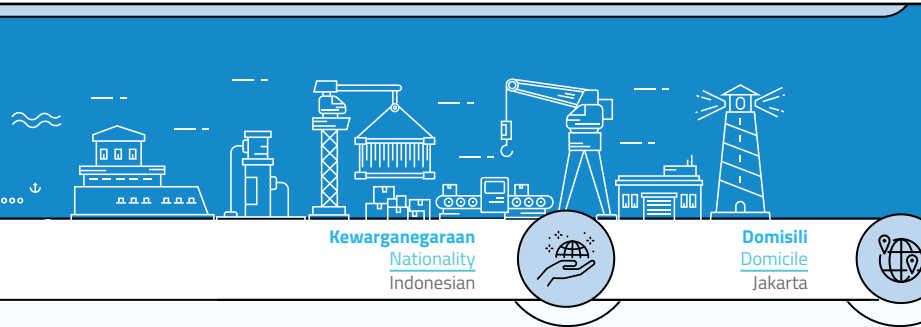 Kewarganegaraan
Nationality
Indonesian
Domisili
Domicile
Jakarta